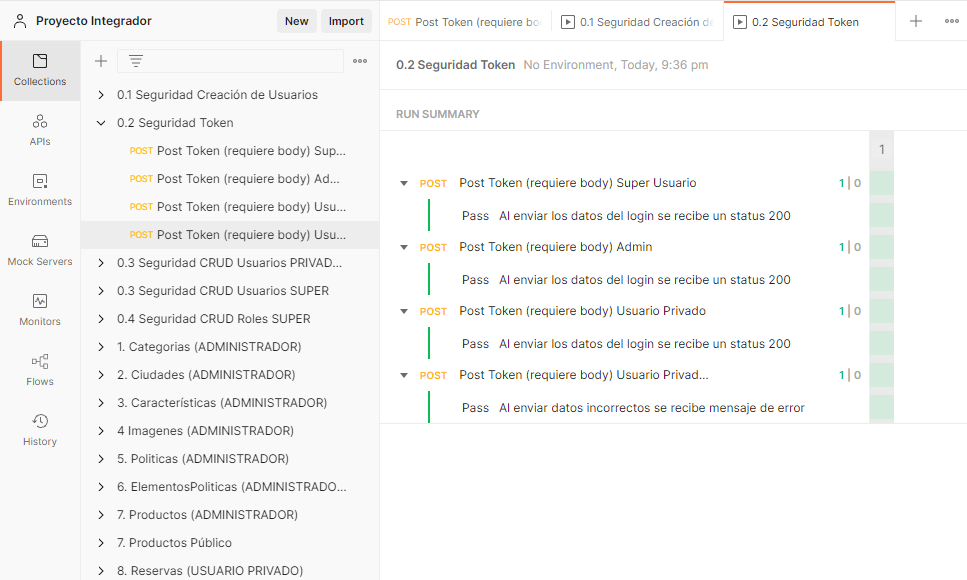 Proyecto Integrador
New
Import
Collections
APIs
Environments
Mock Servers
Monitors
Flows
History
0.1 Seguridad Creación de Usuarios
0.2 Seguridad Token
POST Post Token (requiere body) Sup...
POST Post Token (requiere body) Ad...
POST Post Token (requiere body) Usu...
POST Post Token (requiere body) Usu...
0.3 Seguridad CRUD Usuarios PRIVAD...
0.3 Seguridad CRUD Usuarios SUPER
0.4 Seguridad CRUD Roles SUPER
1. Categorias (ADMINISTRADOR)
2. Ciudades (ADMINISTRADOR)
3. Características (ADMINISTRADOR)
4 Imagenes (ADMINISTRADOR)
5. Politicas (ADMINISTRADOR)
6. ElementosPoliticas (ADMINISTRADO...
7. Productos (ADMINISTRADOR)
7. Productos Público
8. Reservas (USUARIO PRIVADO)
POST Post Token (requiere bo
0.1 Seguridad Creación de
0.2 Seguridad Token
0.2 Seguridad Token No Environment, Today, 9:36 pm
RUN SUMMARY
1
POST Post Token (requiere body) Super Usuario 1 | 0
Pass Al enviar los datos del login se recibe un status 200
POST Post Token (requiere body) Admin 1 | 0
Pass Al enviar los datos del login se recibe un status 200
POST Post Token (requiere body) Usuario Privado 1 | 0
Pass Al enviar los datos del login se recibe un status 200
POST Post Token (requiere body) Usuario Privad... 1 | 0
Pass Al enviar datos incorrectos se recibe mensaje de error